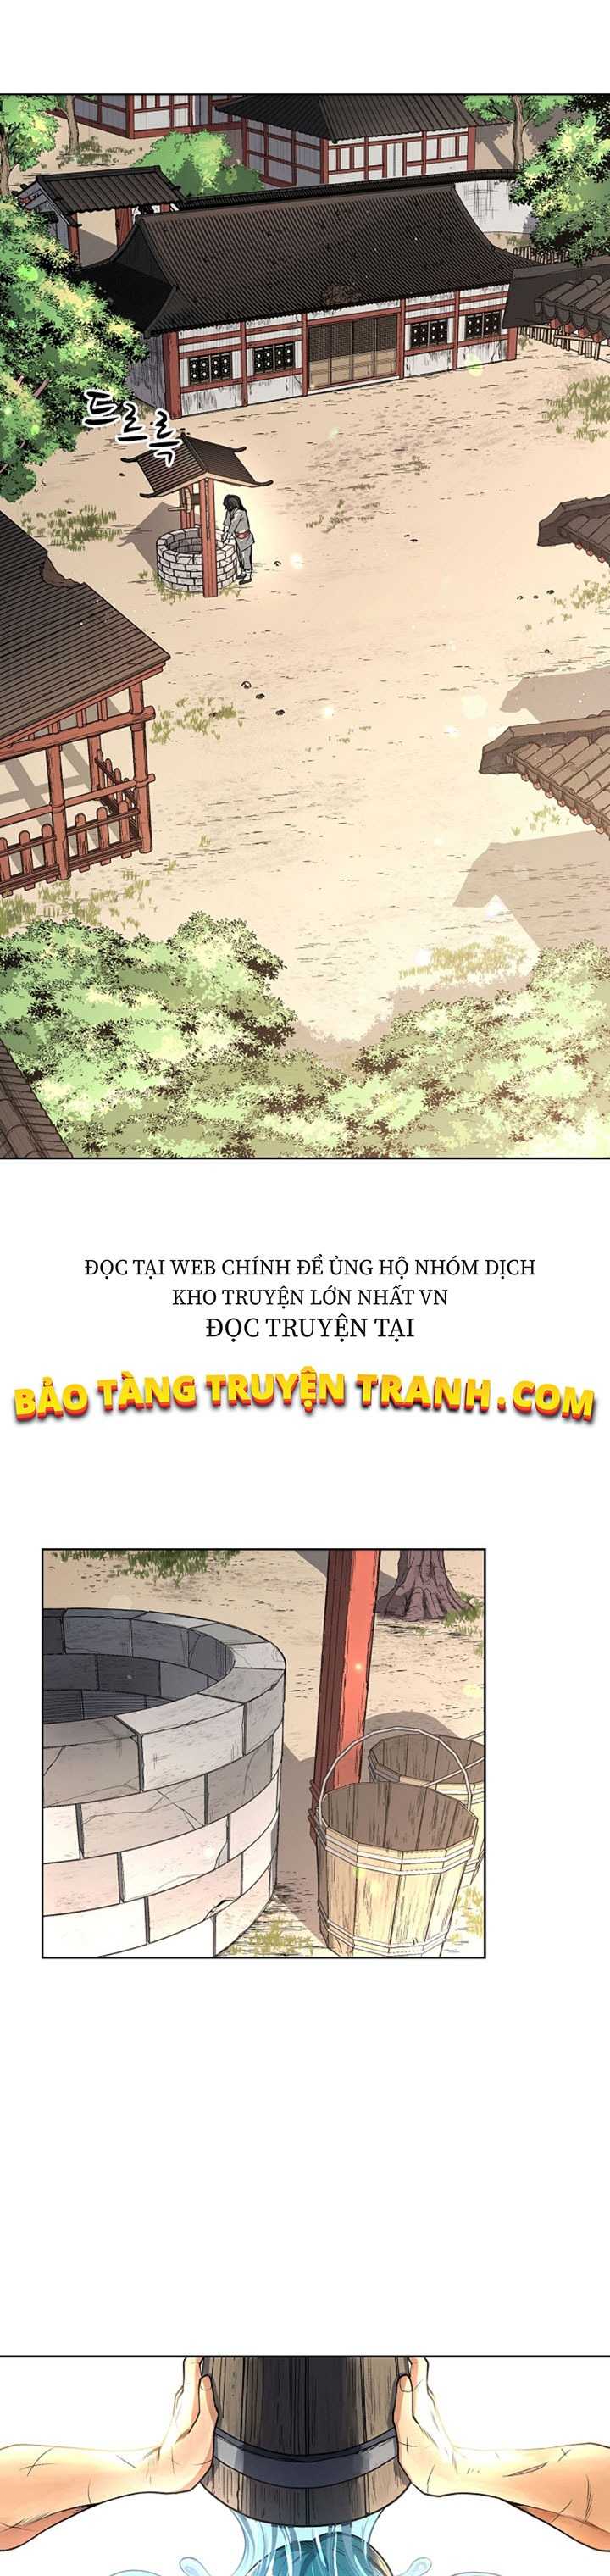 드르륵
ĐỌC TẠI WEB CHÍNH ĐỂ ỦNG HỘ NHÓM DỊCH
KHO TRUYỆN LỚN NHẤT VN
ĐỌC TRUYỆN TẠI
BẢO TÀNG TRUYỆN TRANH.COM